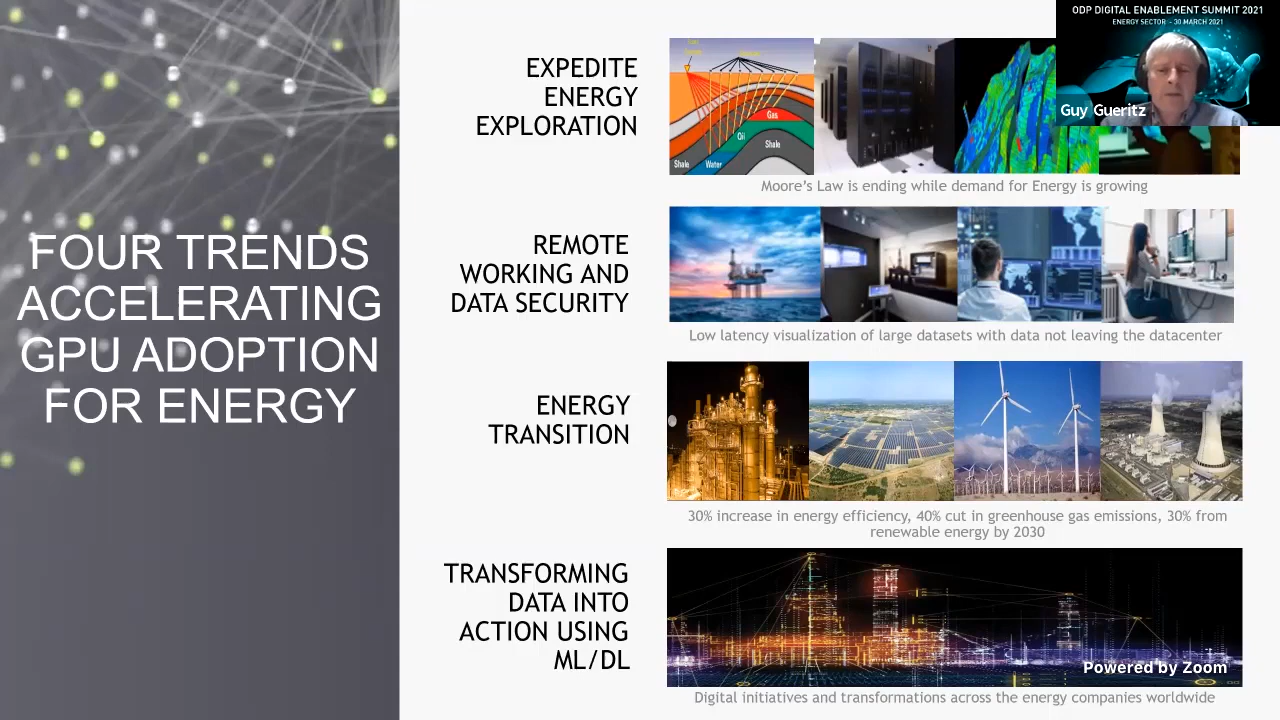 ODP DIGITAL ENABLEMENT SUMMIT 2021
ENERGY SECTOR - 30 MARCH 2021
Guy Gueritz
FOUR TRENDS
ACCELERATING
GPU ADOPTION
FOR ENERGY
EXPEDITE
ENERGY
EXPLORATION
Gas
Oil
Shale
Shale
Water
Moore's Law is ending while demand for Energy is growing
REMOTE
WORKING AND
DATA SECURITY
Low latency visualization of large datasets with data not leaving the datacenter
ENERGY
TRANSITION
30% increase in energy efficiency, 40% cut in greenhouse gas emissions, 30% from
renewable energy by 2030
TRANSFORMING
DATA INTO
ACTION USING
ML/DL
Powered by Zoom
Digital initiatives and transformations across the energy companies worldwide